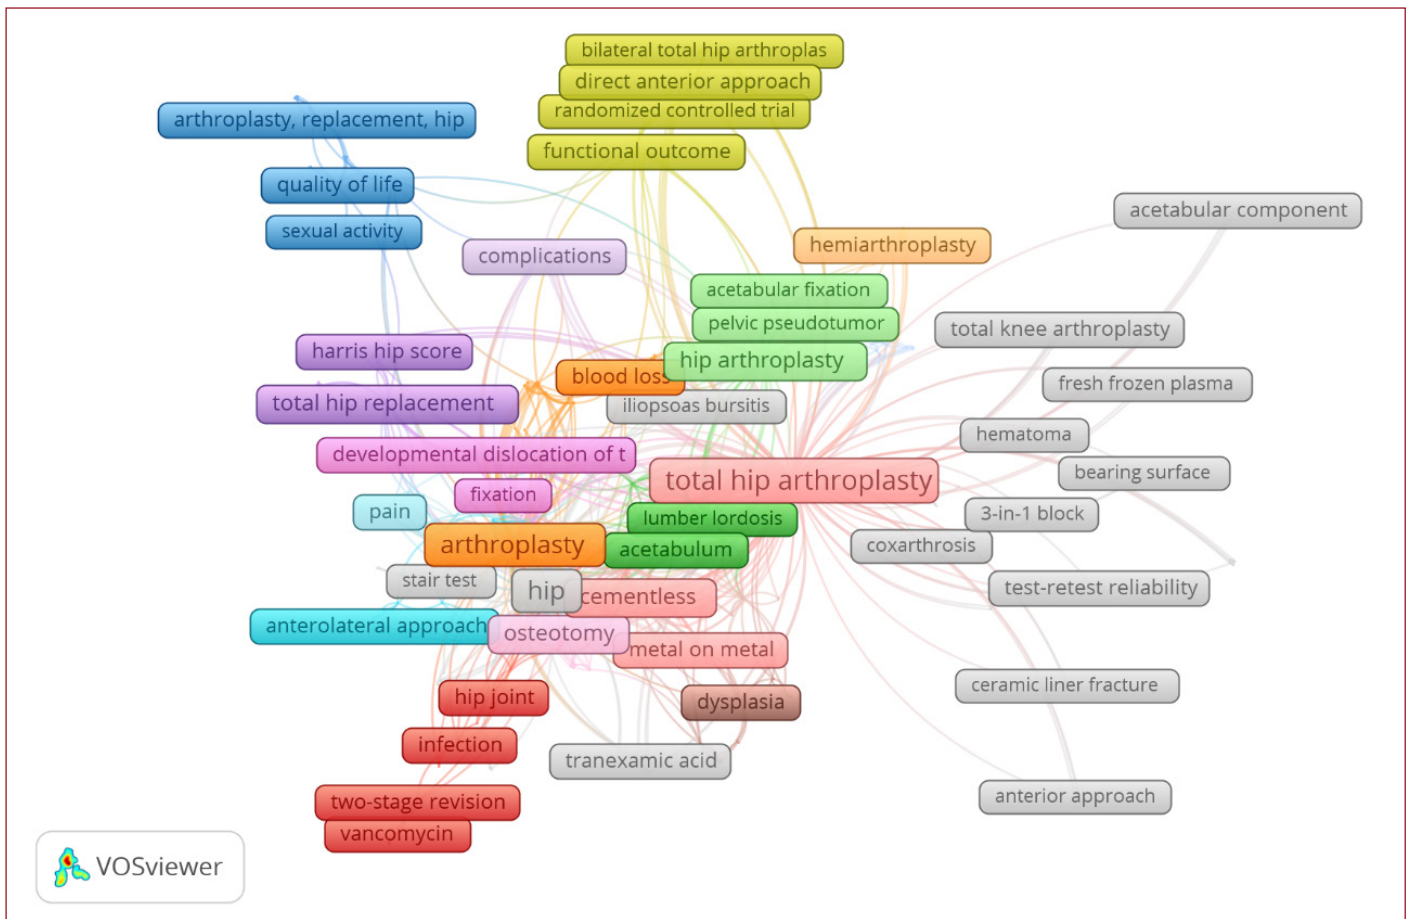 bilateral total hip arthroplas
direct anterior approach
randomized controlled trial
arthroplasty, replacement, hip
functional outcome
quality of life
acetabular component
sexual activity
hemiarthroplasty
complications
acetabular fixation
pelvic pseudotumor
total knee arthroplasty
harris hip score
hip arthroplasty
blood loss
fresh frozen plasma
total hip replacement
iliopsoas bursitis
hematoma
developmental dislocation of t
bearing surface
total hip arthroplasty
fixation
pain
lumber lordosis
3-in-1 block
arthroplasty
acetabulum
coxarthrosis
stair test
hip
cementless
test-retest reliability
anterolateral approach
osteotomy
metal on metal
ceramic liner fracture
hip joint
dysplasia
infection
tranexamic acid
anterior approach
two-stage revision
vancomycin
VOSviewer